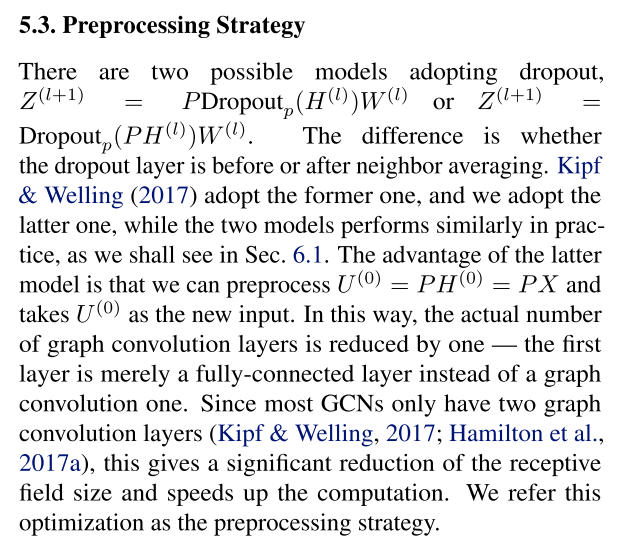 5.3. Preprocessing Strategy
There are two possible models adopting dropout,
Z^{(l+1)} = PDropout_p(H^{(l)})W^{(l)} or Z^{(l+1)} =
Dropout_p(PH^{(l)})W^{(l)}. The difference is whether
the dropout layer is before or after neighbor averaging. Kipf
& Welling (2017) adopt the former one, and we adopt the
latter one, while the two models performs similarly in prac-
tice, as we shall see in Sec. 6.1. The advantage of the latter
model is that we can preprocess U^{(0)} = PH^{(0)} = PX and
takes U^{(0)} as the new input. In this way, the actual number
of graph convolution layers is reduced by one — the first
layer is merely a fully-connected layer instead of a graph
convolution one. Since most GCNs only have two graph
convolution layers (Kipf & Welling, 2017; Hamilton et al.,
2017a), this gives a significant reduction of the receptive
field size and speeds up the computation. We refer this
optimization as the preprocessing strategy.